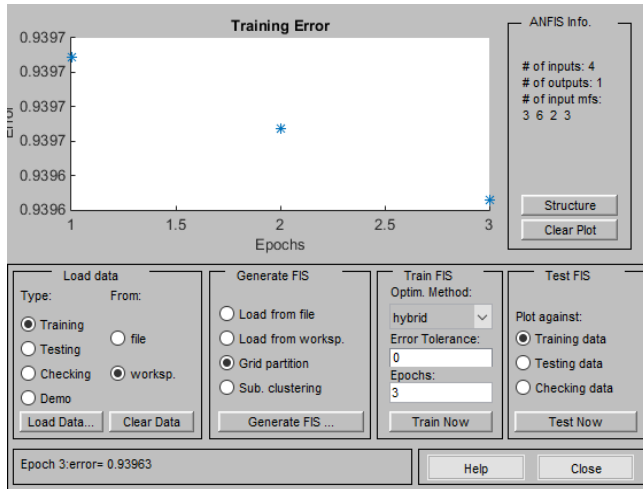 Training Error
0.9397
0.9397
0.9397
0.9397
0.9396
0.9396
Error
1
1.5
2
2.5
3
Epochs
ANFIS Info.
# of inputs: 4
# of outputs: 1
# of input mfs:
3 6 2 3
Structure
Clear Plot
Load data
Type:
From:
Training
Testing
Checking
Demo
file
worksp.
Load Data...
Clear Data
Generate FIS
Load from file
Load from worksp.
Grid partition
Sub. clustering
Generate FIS ...
Train FIS
Optim. Method:
hybrid
Error Tolerance:
0
Epochs:
3
Train Now
Test FIS
Plot against:
Training data
Testing data
Checking data
Test Now
Epoch 3:error= 0.93963
Help
Close